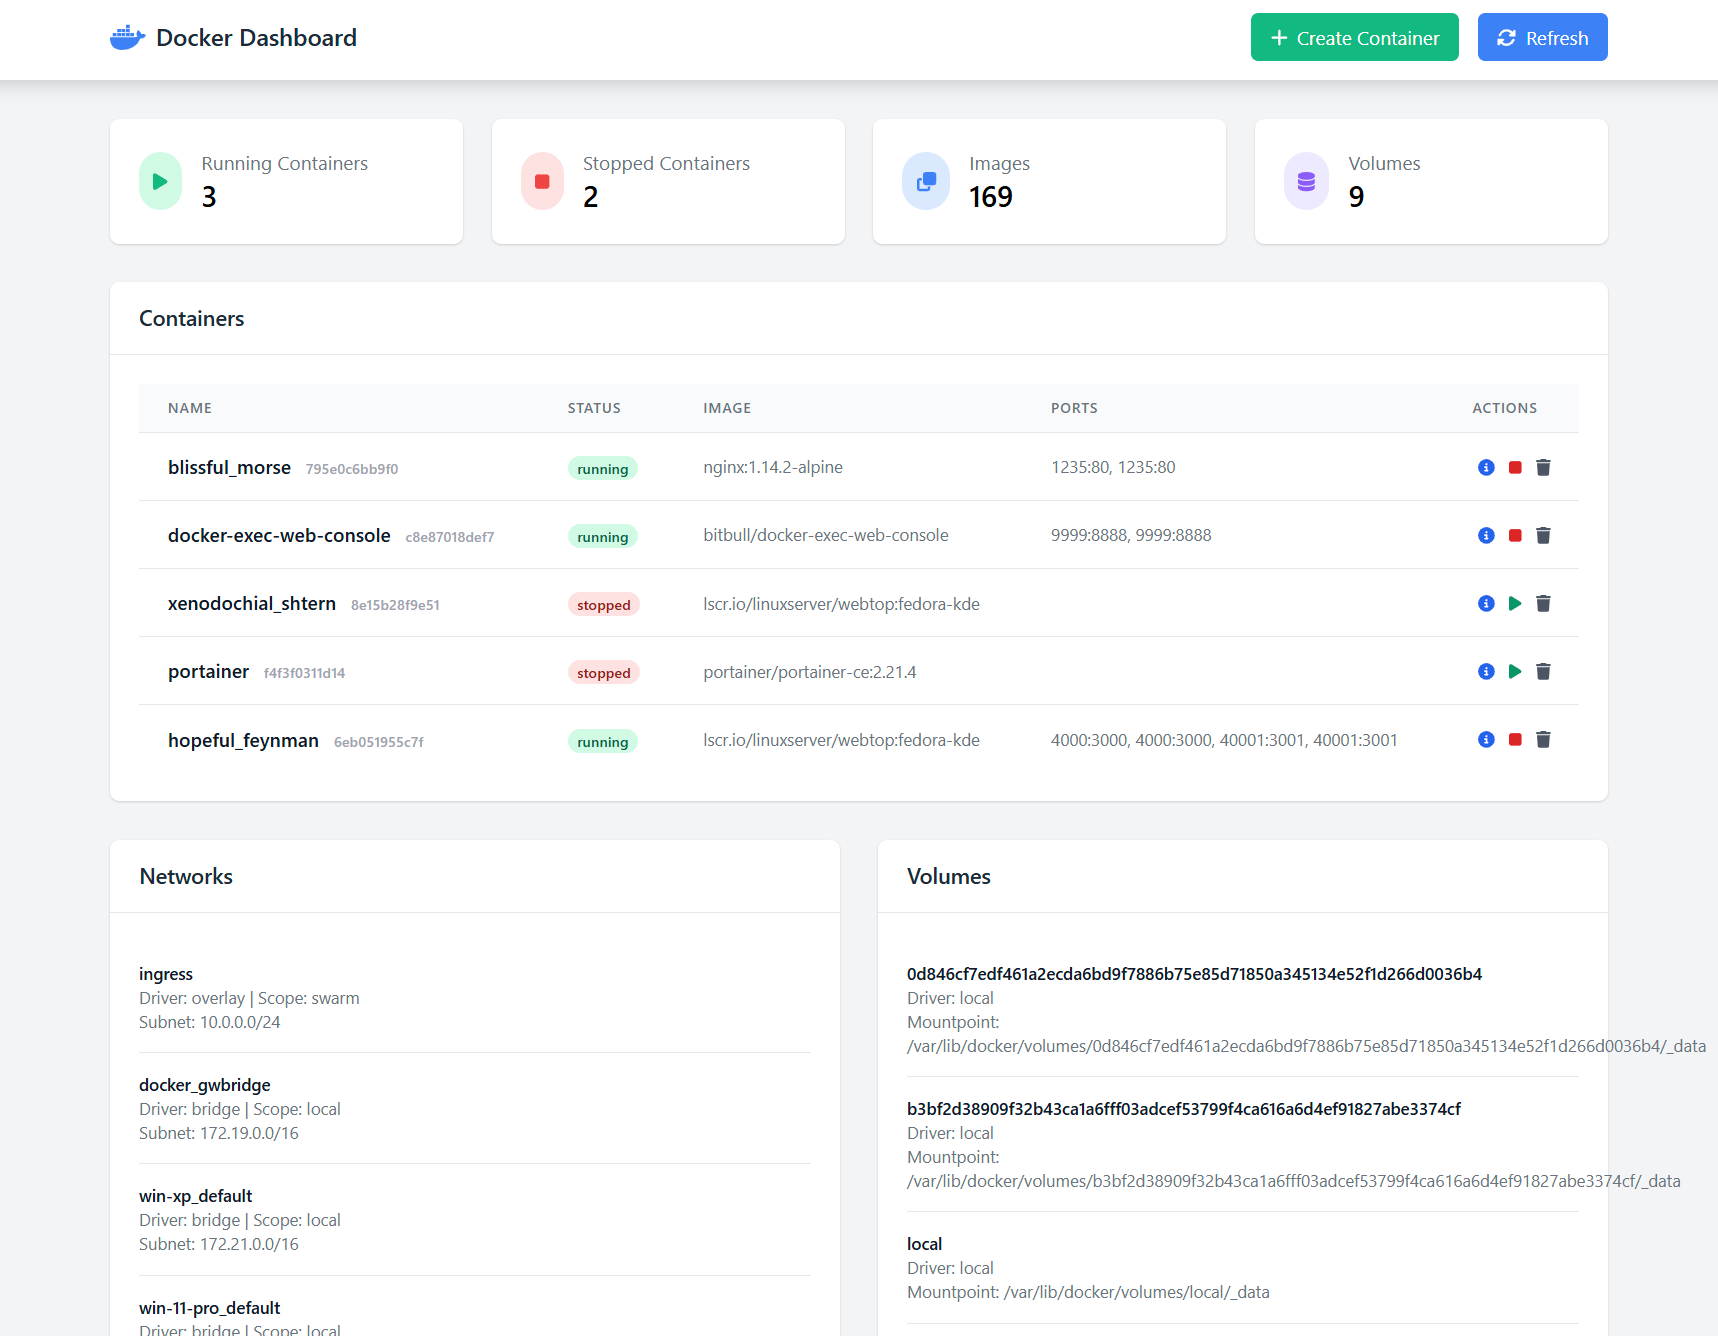 Docker Dashboard
Create Container
Refresh
Running Containers
3
Stopped Containers
2
Images
169
Volumes
9
Containers
NAME STATUS IMAGE PORTS ACTIONS
blissful_morse 795e0c6bb9f0 running nginx:1.14.2-alpine 1235:80, 1235:80
docker-exec-web-console c8e87018def7 running bitbull/docker-exec-web-console 9999:8888, 9999:8888
xenodochial_shtern 8e15b28f9e51 stopped lscr.io/linuxserver/webtop:fedora-kde
portainer f4f3f0311d14 stopped portainer/portainer-ce:2.21.4
hopeful_feynman 6eb051955c7f running lscr.io/linuxserver/webtop:fedora-kde 4000:3000, 4000:3000, 40001:3001, 40001:3001
Networks
ingress
Driver: overlay | Scope: swarm
Subnet: 10.0.0.0/24
docker_gwbridge
Driver: bridge | Scope: local
Subnet: 172.19.0.0/16
win-xp_default
Driver: bridge | Scope: local
Subnet: 172.21.0.0/16
win-11-pro_default
Driver: bridge | Scope: local
Volumes
0d846cf7edf461a2ecda6bd9f7886b75e85d71850a345134e52f1d266d0036b4
Driver: local
Mountpoint:
/var/lib/docker/volumes/0d846cf7edf461a2ecda6bd9f7886b75e85d71850a345134e52f1d266d0036b4/_data
b3bf2d38909f32b43ca1a6fff03adcef53799f4ca616a6d4ef91827abe3374cf
Driver: local
Mountpoint:
/var/lib/docker/volumes/b3bf2d38909f32b43ca1a6fff03adcef53799f4ca616a6d4ef91827abe3374cf/_data
local
Driver: local
Mountpoint: /var/lib/docker/volumes/local/_data